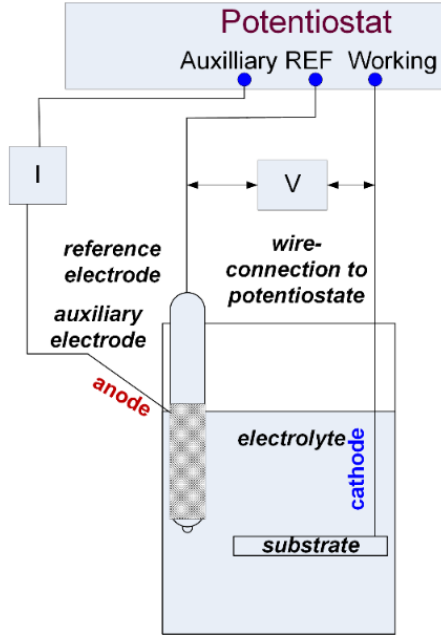 Potentiostat
Auxilliary REF Working
I
V
reference
electrode
wire-
connection to
potentiostate
auxiliary
electrode
anode
electrolyte
cathode
substrate